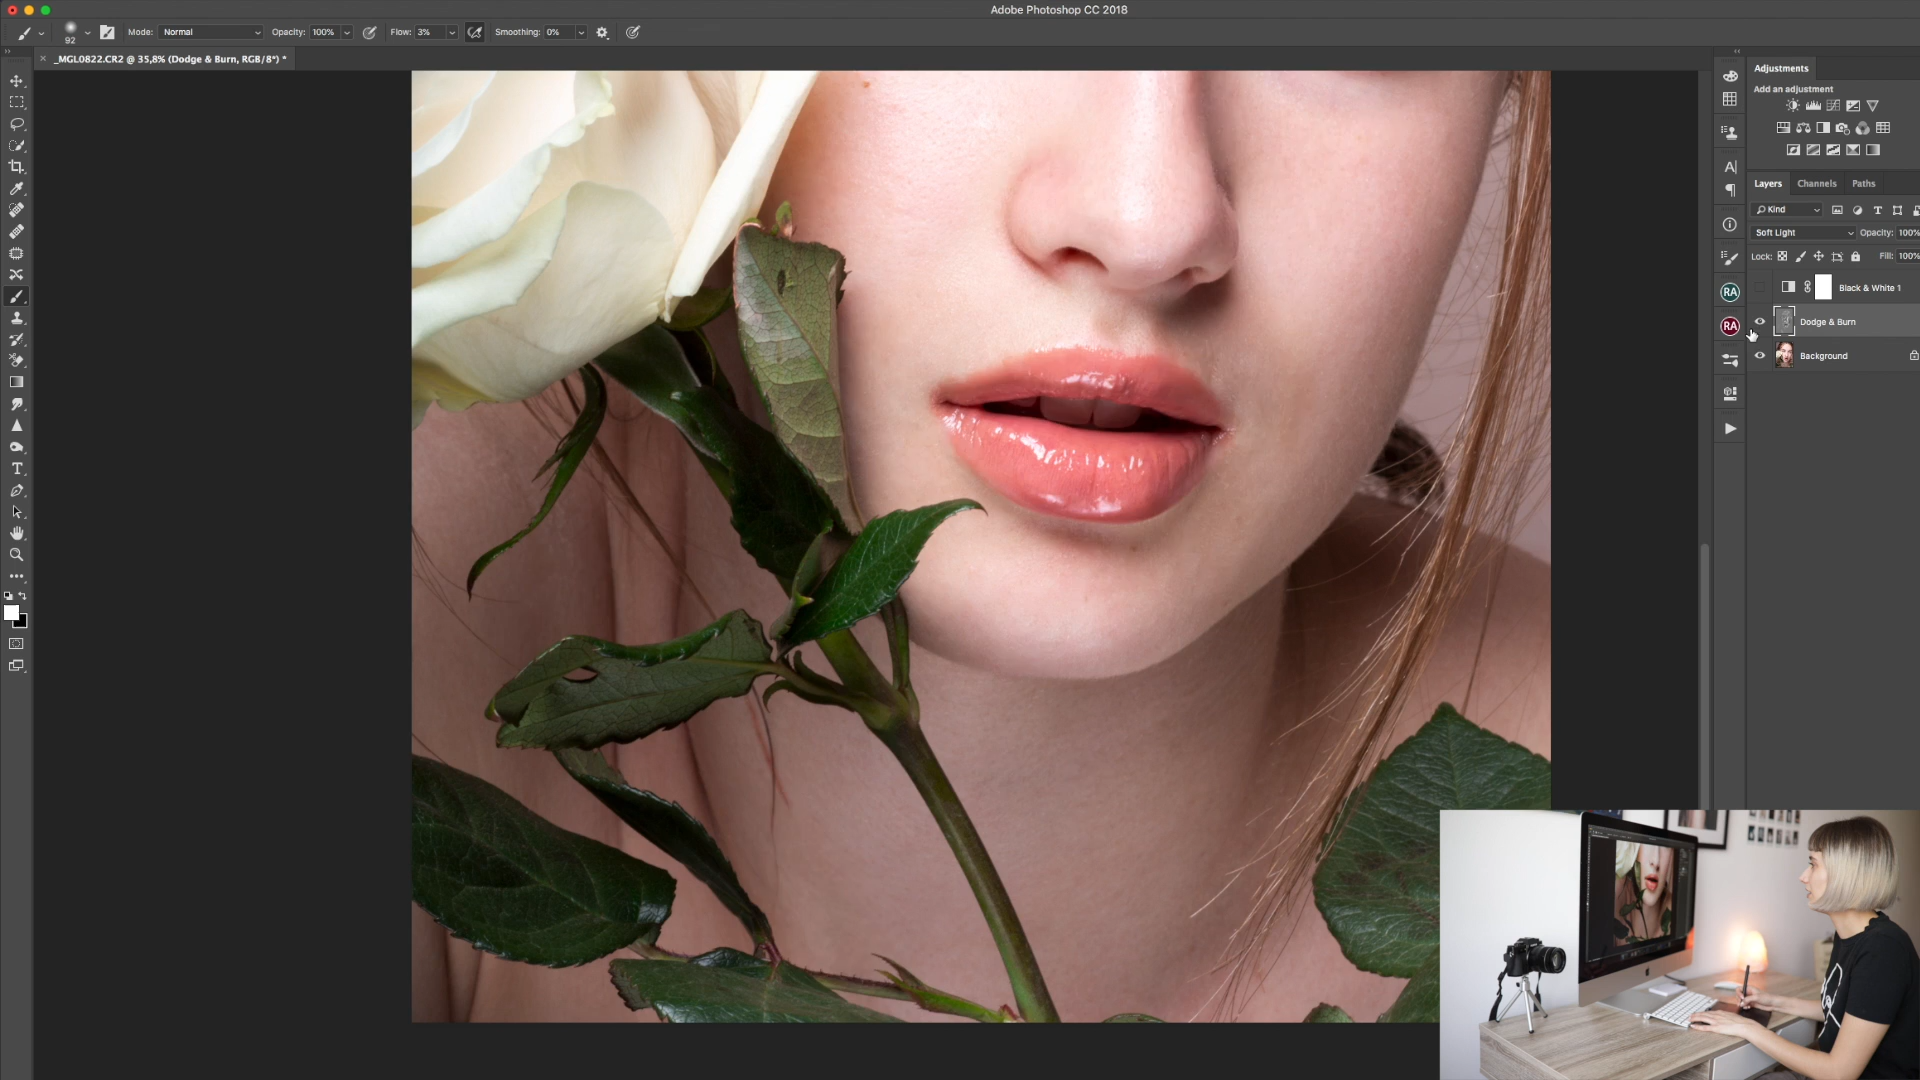 Adobe Photoshop CC 2018
92 Mode: Normal Opacity: 100% Flow: 3% Smoothing: 0%
× _MGL0822.CR2 @ 35,8% (Dodge & Burn, RGB/8*) *
Adjustments
Add an adjustment
Layers Channels Paths
Kind
Soft Light Opacity: 100%
Lock: Fill: 100%
RA Black & White 1
RA Dodge & Burn
Background